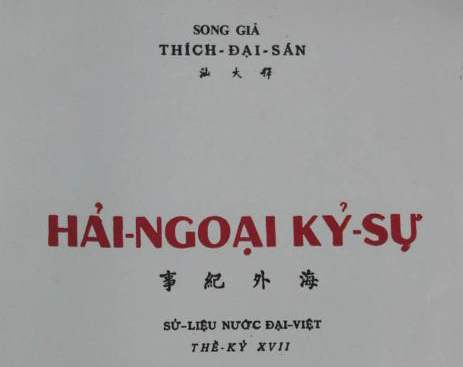 SONG GIẢ
THÍCH-ĐẠI-SÁN
汕大釋
HẢI-NGOẠI KỶ-SỰ
事紀外海
SỬ-LIỆU NƯỚC ĐẠI-VIỆT
THẾ-KỶ XVII